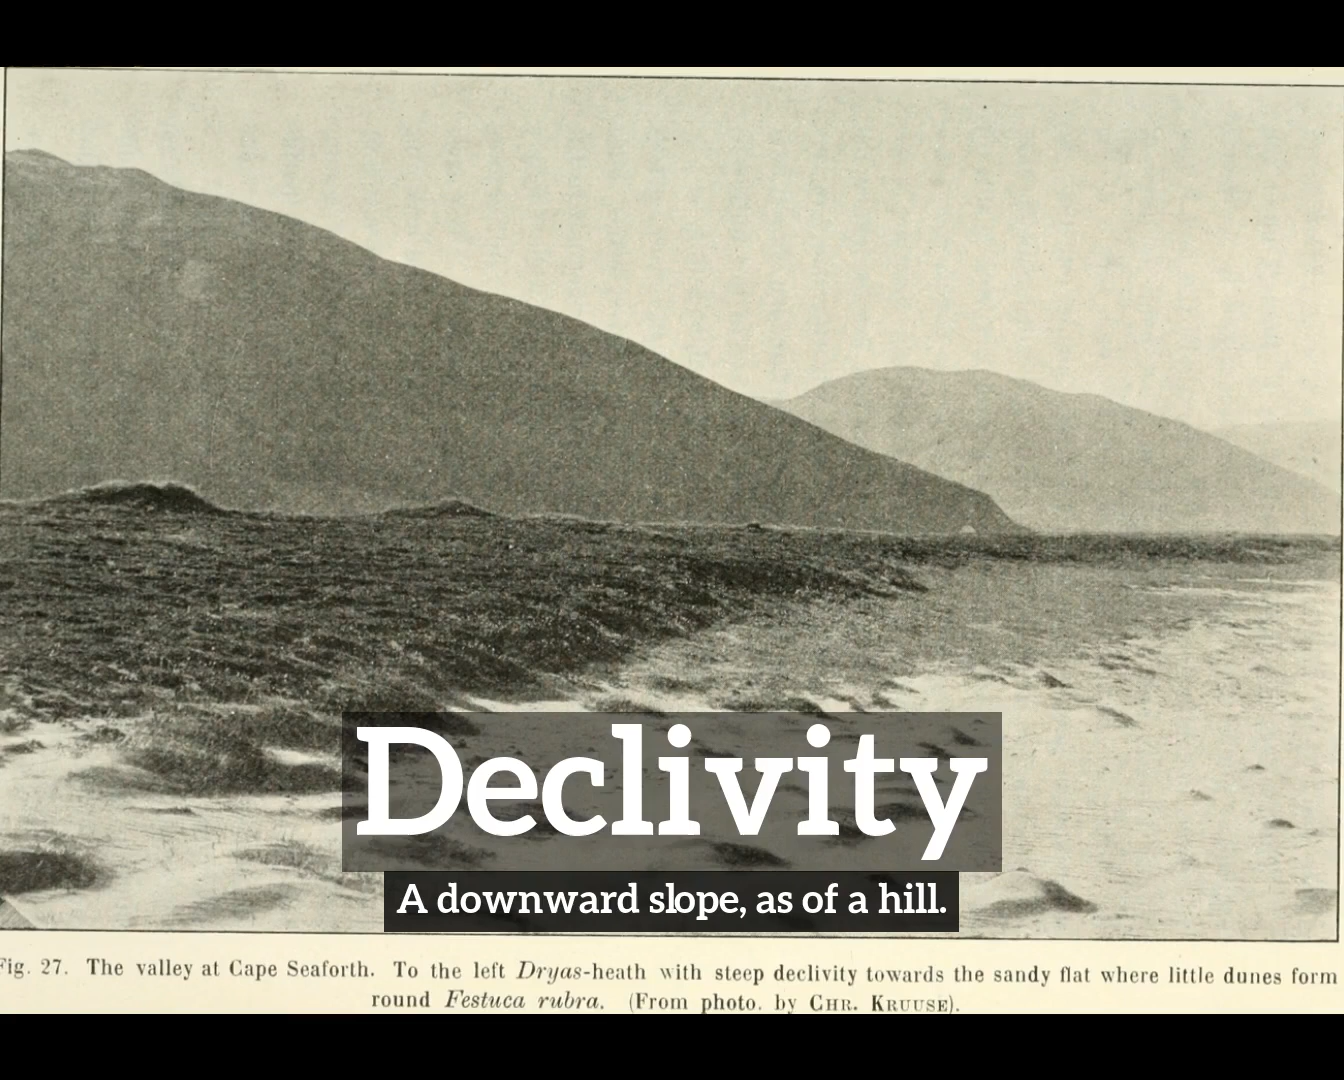 Declivity
A downward slope, as of a hill.
Fig. 27. The valley at Cape Seaforth. To the left Dryas-heath with steep declivity towards the sandy flat where little dunes form
round Festuca rubra. (From photo. by CHR. KRUUSE).